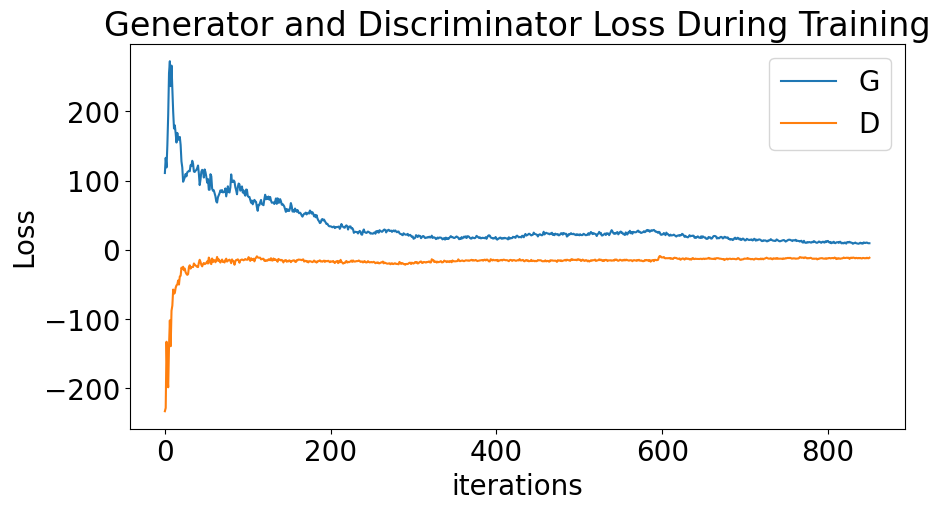 Generator and Discriminator Loss During Training
G
D
Loss
200
100
0
−100
−200
0 200 400 600 800
iterations